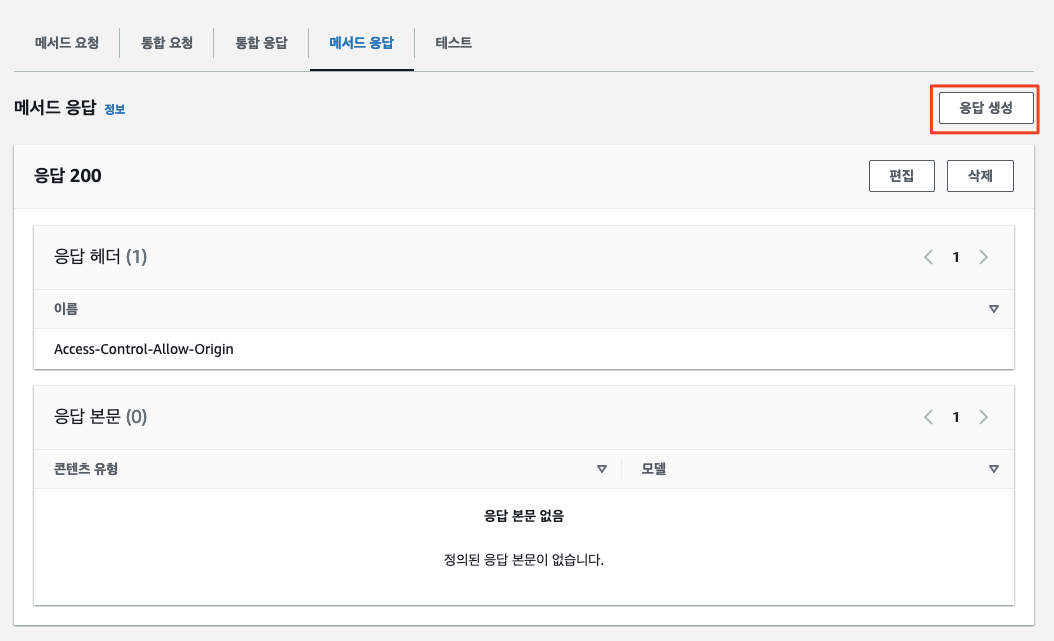 메서드 요청 통합 요청 통합 응답 메서드 응답 테스트
메서드 응답 정보 응답 생성
응답 200 편집 삭제
응답 헤더 (1) 1
이름
Access-Control-Allow-Origin
응답 본문 (0) 1
콘텐츠 유형 모델
응답 본문 없음
정의된 응답 본문이 없습니다.